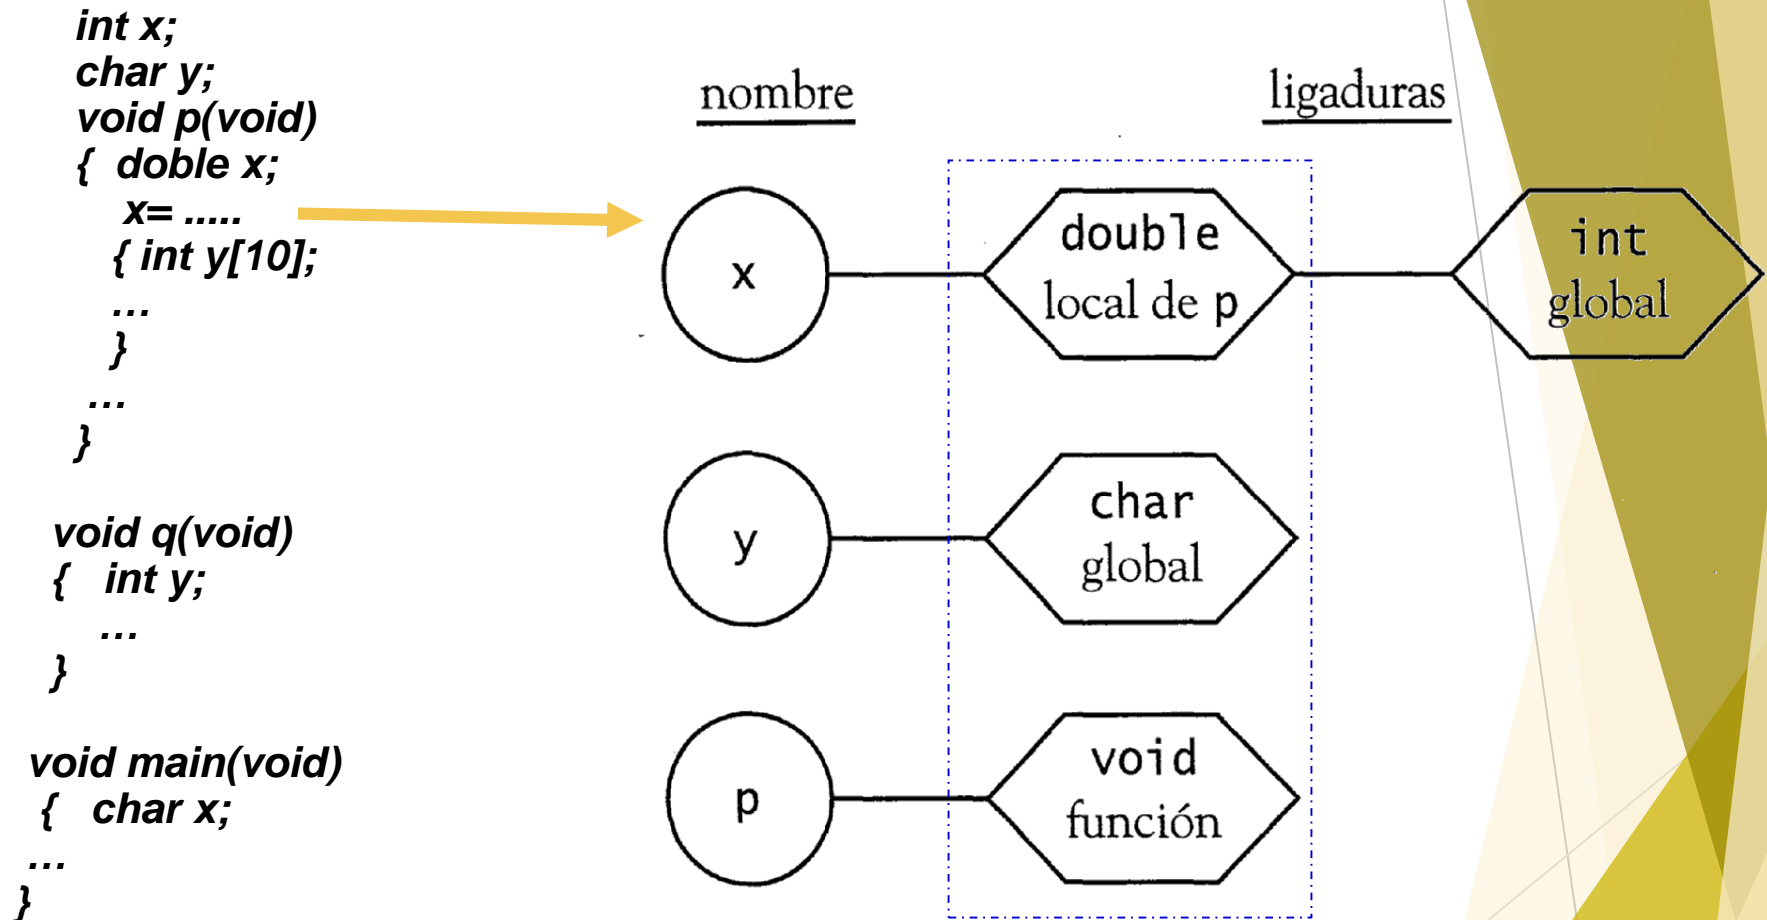 int x;
char y;
void p(void)
{ doble x;
x= .....
{ int y[10];
...
}
...
}
void q(void)
{ int y;
...
}
void main(void)
{ char x;
...
}
nombre
ligaduras
x
double
local de p
int
global
y
char
global
p
void
función